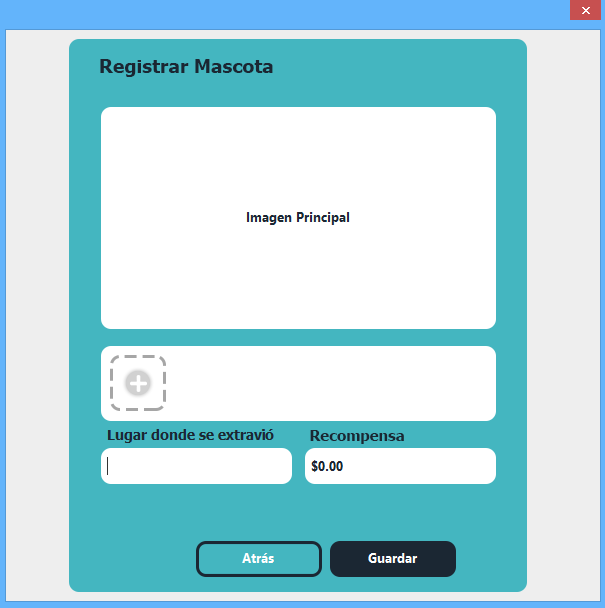 Registrar Mascota
Imagen Principal
Lugar donde se extravió
Recompensa
$0.00
Atrás
Guardar